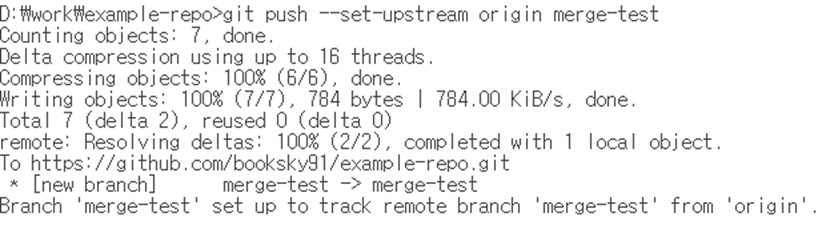 D:₩work₩example-repo>git push --set-upstream origin merge-test
Counting objects: 7, done.
Delta compression using up to 16 threads.
Compressing objects: 100% (6/6), done.
Writing objects: 100% (7/7), 784 bytes | 784.00 KiB/s, done.
Total 7 (delta 2), reused 0 (delta 0)
remote: Resolving deltas: 100% (2/2), completed with 1 local object.
To https://github.com/booksky91/example-repo.git
 * [new branch]      merge-test -> merge-test
Branch 'merge-test' set up to track remote branch 'merge-test' from 'origin'.